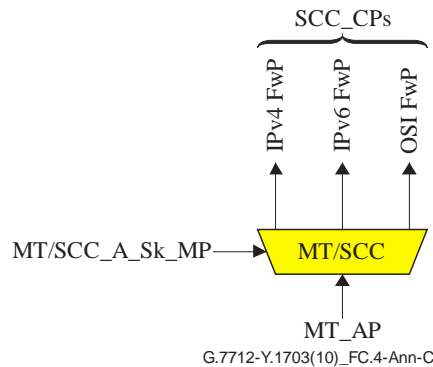 SCC_CPs
IPv4 FwP
IPv6 FwP
OSI FwP
MT/SCC_A_Sk_MP
MT/SCC
MT_AP
G.7712-Y.1703(10)_FC.4-Ann-C